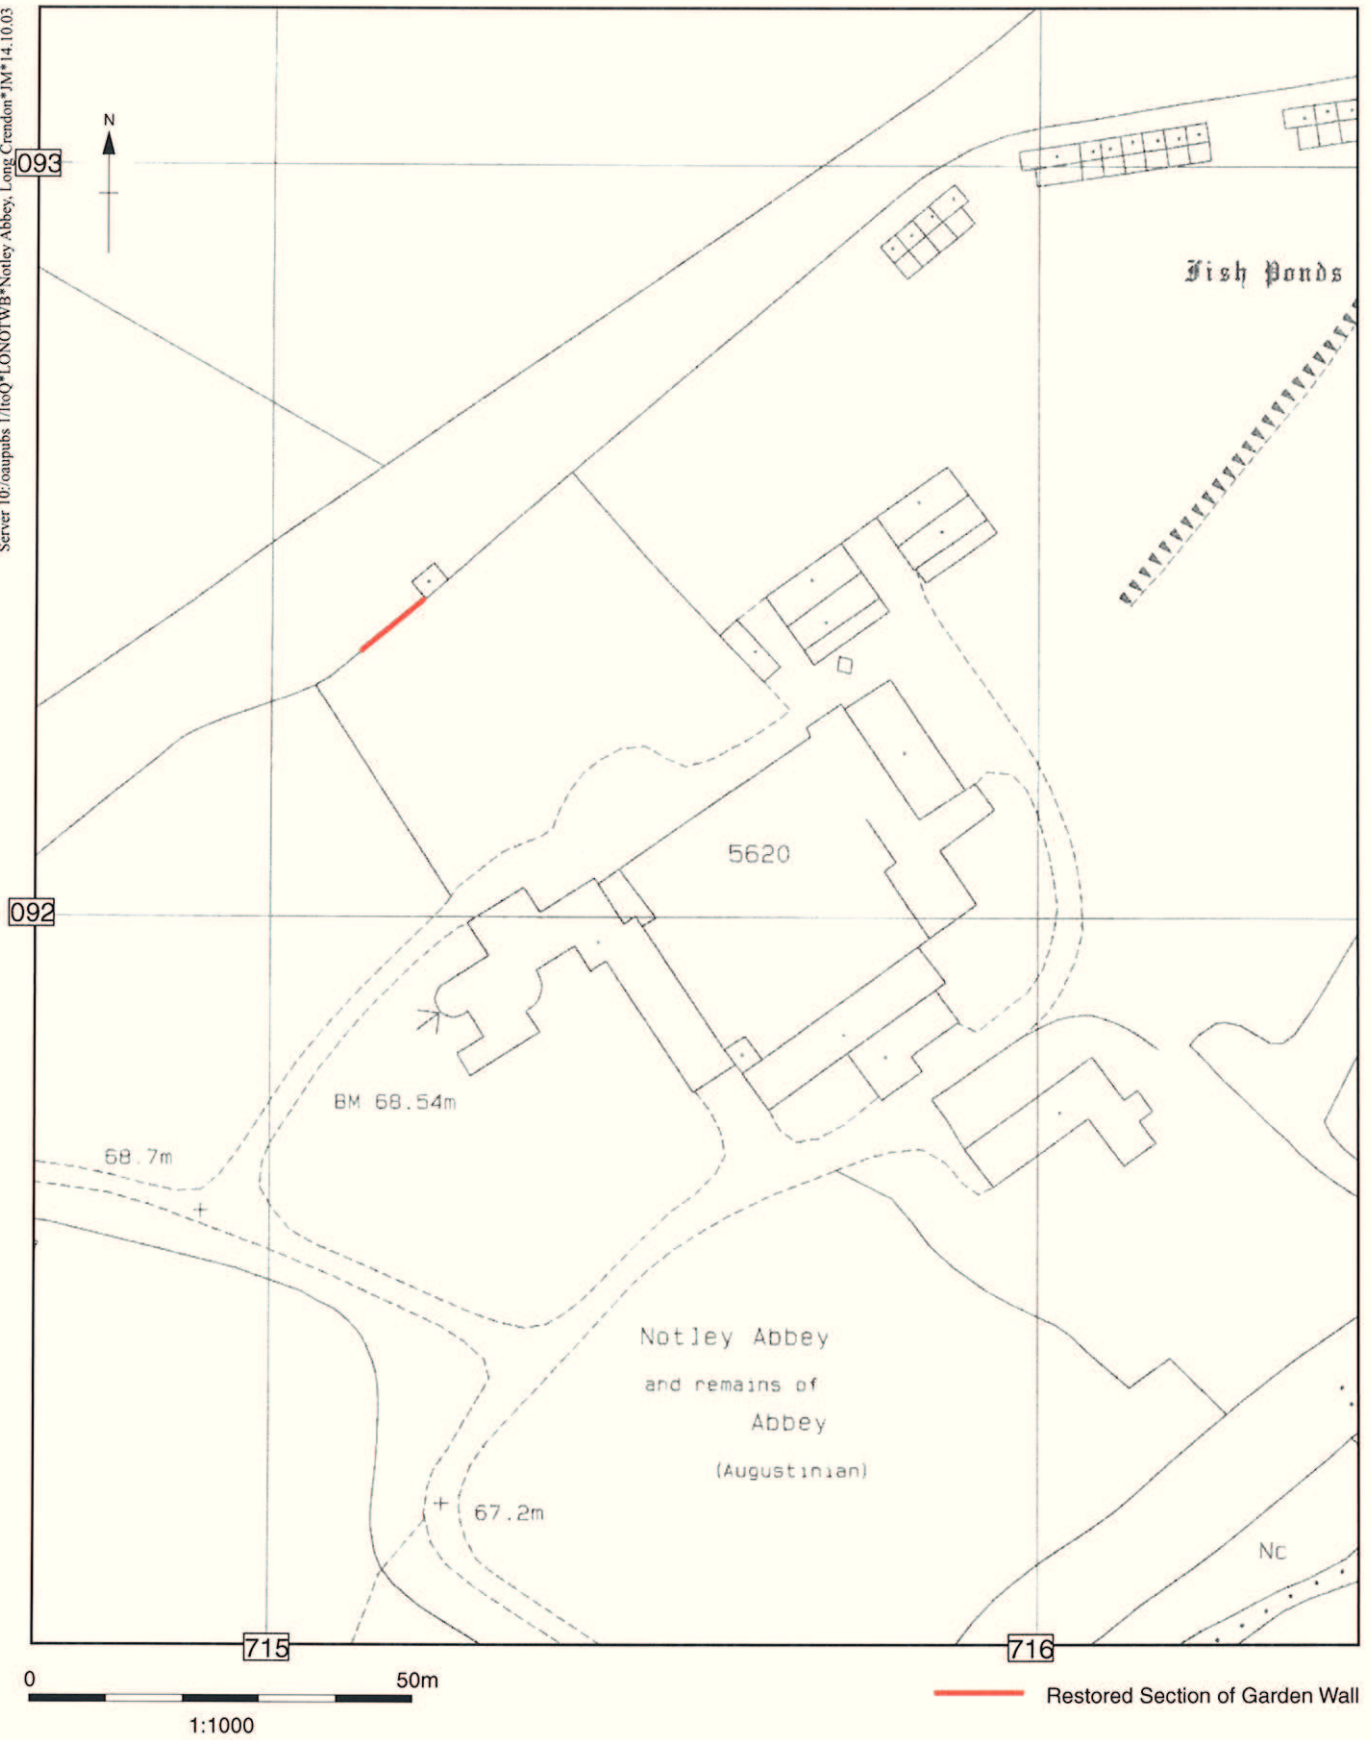 Server 10:/oaupubs 1/ItoQ*LONOTWB*Notley Abbey, Long Crendon*JM*14.10.03
N
093
Fish Ponds
5620
092
BM 68.54m
68.7m
Notley Abbey
and remains of
Abbey
(Augustinian)
67.2m
Nc
715
716
0
50m
1:1000
Restored Section of Garden Wall